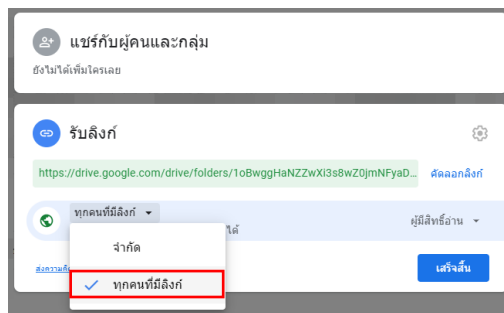 แชร์กับผู้คนและกลุ่ม
ยังไม่ได้เพิ่มใครเลย
รับลิงก์
https://drive.google.com/drive/folders/1oBwggHaNZZwXi3s8wZ0jmNFyaD... คัดลอกลิงก์
ทุกคนที่มีลิงก์
ได้ ผู้มีสิทธิ์อ่าน
จำกัด
ทุกคนที่มีลิงก์
เสร็จสิ้น